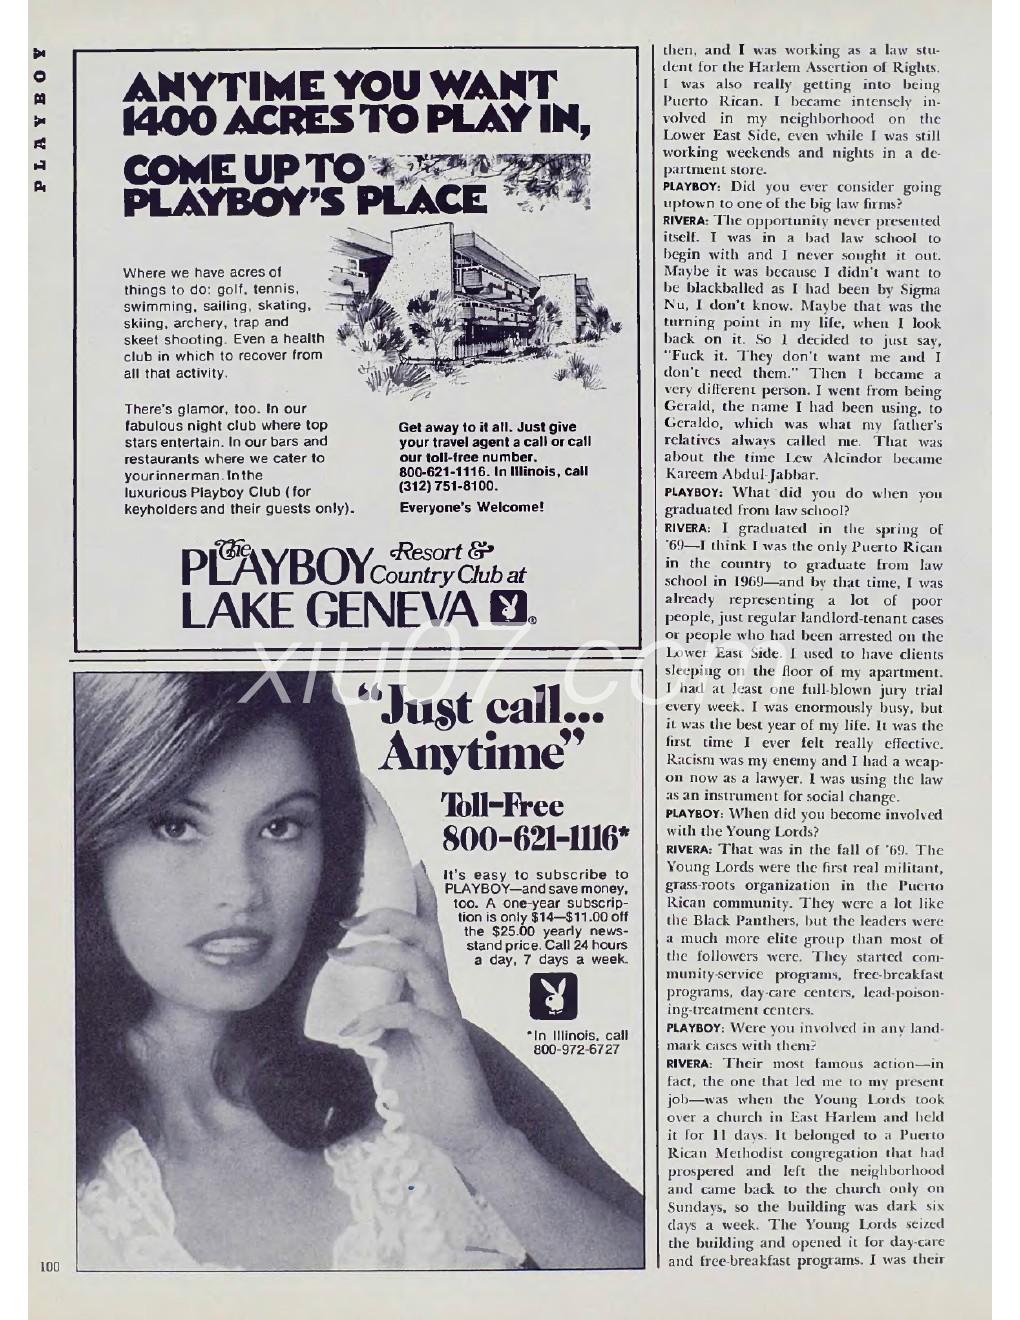 PLAYBOY
ANYTIME YOU WANT
1400 ACRES TO PLAY IN,
COME UP TO
PLAYBOY'S PLACE
Where we have acres of
things to do: golf, tennis,
swimming, sailing, skating,
skiing, archery, trap and
skeet shooting. Even a health
club in which to recover from
all that activity.
There's glamor, too. In our
fabulous night club where top
stars entertain. In our bars and
restaurants where we cater to
your inner man. In the
luxurious Playboy Club (for
keyholders and their guests only).
Get away to it all. Just give
your travel agent a call or call
our toll-free number.
800-621-1116. In Illinois, call
(312) 751-8100.
Everyone's Welcome!
The
PLAYBOY Resort &
Country Club at
LAKE GENEVA ®
xiu07.com
"Just call...
Anytime"
Toll-Free
800-621-1116*
It's easy to subscribe to
PLAYBOY—and save money,
too. A one-year subscrip-
tion is only $14—$11.00 off
the $25.00 yearly news-
stand price. Call 24 hours
a day, 7 days a week.
*In Illinois, call
800-972-6727
100
then, and I was working as a law stu-
dent for the Harlem Assertion of Rights.
I was also really getting into being
Puerto Rican. I became intensely in-
volved in my neighborhood on the
Lower East Side, even while I was still
working weekends and nights in a de-
partment store.
PLAYBOY: Did you ever consider going
uptown to one of the big law firms?
RIVERA: The opportunity never presented
itself. I was in a bad law school to
begin with and I never sought it out.
Maybe it was because I didn't want to
be blackballed as I had been by Sigma
Nu, I don't know. Maybe that was the
turning point in my life, when I look
back on it. So I decided to just say,
"Fuck it. They don't want me and I
don't need them." Then I became a
very different person. I went from being
Gerald, the name I had been using, to
Geraldo, which was what my father's
relatives always called me. That was
about the time Lew Alcindor became
Kareem Abdul-Jabbar.
PLAYBOY: What did you do when you
graduated from law school?
RIVERA: I graduated in the spring of
'69—I think I was the only Puerto Rican
in the country to graduate from law
school in 1969—and by that time, I was
already representing a lot of poor
people, just regular landlord-tenant cases
or people who had been arrested on the
Lower East Side. I used to have clients
sleeping on the floor of my apartment.
I had at least one full-blown jury trial
every week. I was enormously busy, but
it was the best year of my life. It was the
first time I ever felt really effective.
Racism was my enemy and I had a weap-
on now as a lawyer. I was using the law
as an instrument for social change.
PLAYBOY: When did you become involved
with the Young Lords?
RIVERA: That was in the fall of '69. The
Young Lords were the first real militant,
grass-roots organization in the Puerto
Rican community. They were a lot like
the Black Panthers, but the leaders were
a much more elite group than most of
the followers were. They started com-
munity-service programs, free-breakfast
programs, day-care centers, lead-poison-
ing-treatment centers.
PLAYBOY: Were you involved in any land-
mark cases with them?
RIVERA: Their most famous action—in
fact, the one that led me to my present
job—was when the Young Lords took
over a church in East Harlem and held
it for 11 days. It belonged to a Puerto
Rican Methodist congregation that had
prospered and left the neighborhood
and came back to the church only on
Sundays, so the building was dark six
days a week. The Young Lords seized
the building and opened it for day-care
and free-breakfast programs. I was their